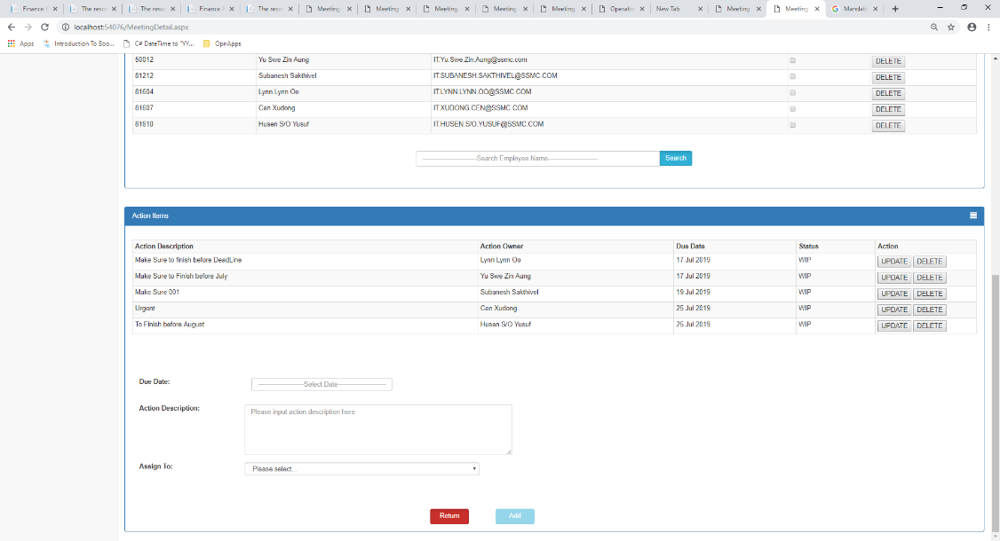 Finance
The reso
The reso
Finance
The reso
Meeting
Meeting
Meeting
Meeting
Meeting
Operatio
New Tab
Meeting
Meeting
Mandato
localhost:54076/MeetingDetail.aspx
Apps
Introduction To Boo...
C# DateTime to "YY...
OpnApps
50012 Yu Swe Zin Aung IT.Yu.Swe.Zin.Aung@ssmc.com DELETE
81212 Subanesh Sakthivel IT.SUBANESH.SAKTHIVEL@SSMC.COM DELETE
81604 Lynn Lynn Oo IT.LYNN.LYNN.OO@SSMC.COM DELETE
81607 Cen Xudong IT.XUDONG.CEN@SSMC.COM DELETE
81610 Husen S/O Yusuf IT.HUSEN.S/O.YUSUF@SSMC.COM DELETE
Search Employee Name Search
Action Items
Action Description Action Owner Due Date Status Action
Make Sure to finish before DeadLine Lynn Lynn Oo 17 Jul 2019 WIP UPDATE DELETE
Make Sure to Finish before July Yu Swe Zin Aung 17 Jul 2019 WIP UPDATE DELETE
Make Sure 001 Subanesh Sakthivel 19 Jul 2019 WIP UPDATE DELETE
Urgent Cen Xudong 25 Jul 2019 WIP UPDATE DELETE
To Finish before August Husen S/O Yusuf 25 Jul 2019 WIP UPDATE DELETE
Due Date: Select Date
Action Description: Please input action description here
Assign To: Please select...
Return Add